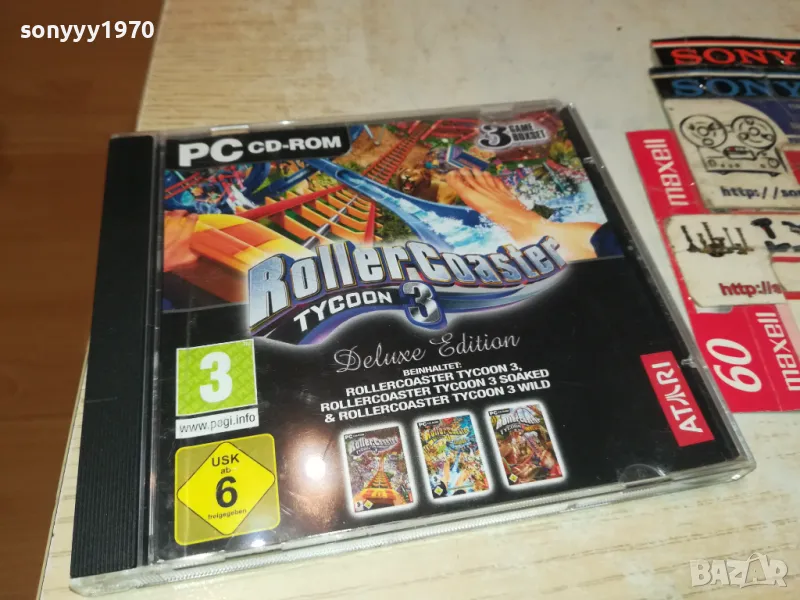 sonyyy1970
PC CD-ROM
3 GAME BOXSET
RollerCoaster
TYCOON 3
Deluxe Edition
BEINHALTET:
ROLLERCOASTER TYCOON 3,
ROLLERCOASTER TYCOON 3 SOAKED
& ROLLERCOASTER TYCOON 3 WILD
3
www.pegi.info
USK
ab
6
freigegeben
ATARI
SONY
SONY
maxell
http://son
http://s
60
maxell
BAZAR